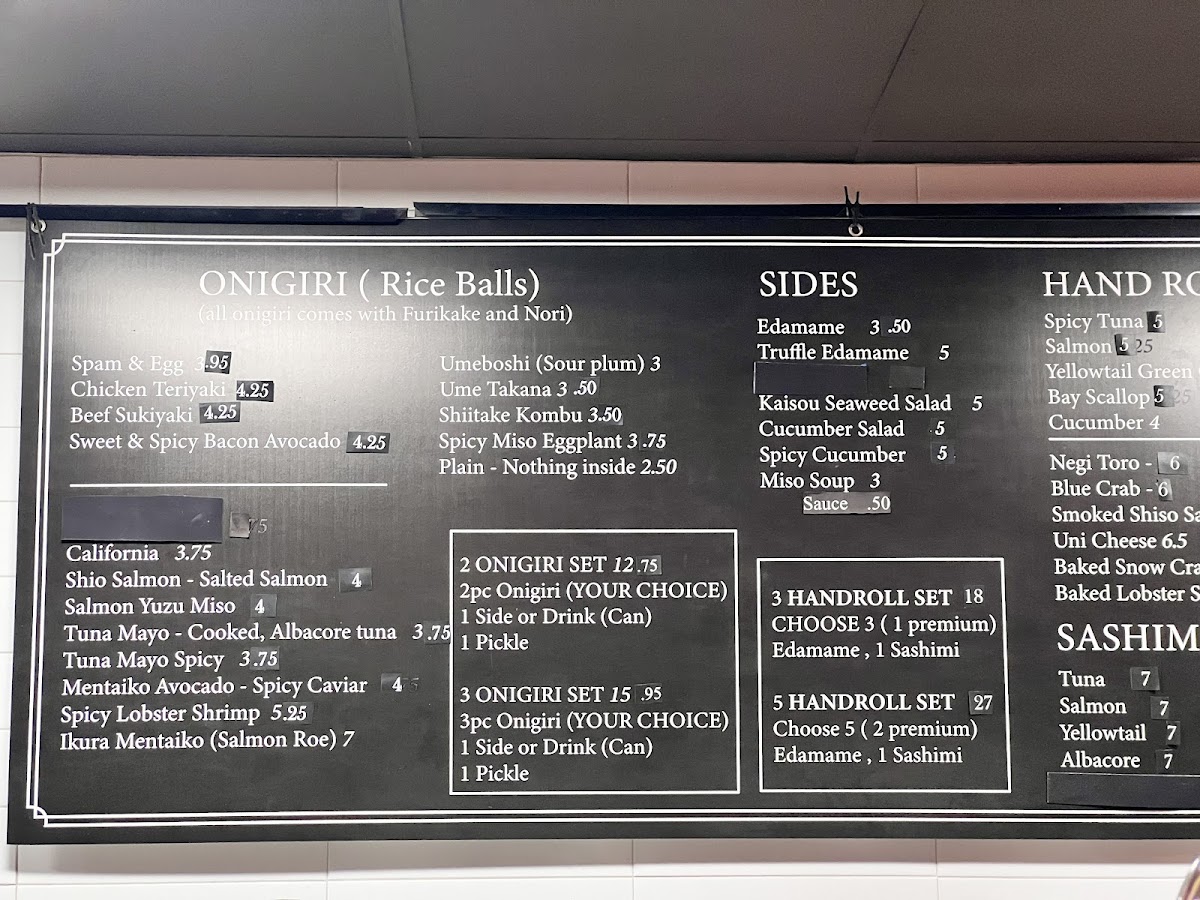 ONIGIRI ( Rice Balls)
(all onigiri comes with Furikake and Nori)
Spam & Egg 3.95
Chicken Teriyaki 4.25
Beef Sukiyaki 4.25
Sweet & Spicy Bacon Avocado 4.25
California 3.75
Shio Salmon - Salted Salmon 4
Salmon Yuzu Miso 4
Tuna Mayo - Cooked, Albacore tuna 3.75
Tuna Mayo Spicy 3.75
Mentaiko Avocado - Spicy Caviar 4
Spicy Lobster Shrimp 5.25
Ikura Mentaiko (Salmon Roe) 7
Umeboshi (Sour plum) 3
Ume Takana 3 .50
Shiitake Kombu 3.50
Spicy Miso Eggplant 3 .75
Plain - Nothing inside 2.50
2 ONIGIRI SET 12.75
2pc Onigiri (YOUR CHOICE)
1 Side or Drink (Can)
1 Pickle
3 ONIGIRI SET 15 .95
3pc Onigiri (YOUR CHOICE)
1 Side or Drink (Can)
1 Pickle
SIDES
Edamame 3 .50
Truffle Edamame 5
Kaisou Seaweed Salad 5
Cucumber Salad 5
Spicy Cucumber 5
Miso Soup 3
Sauce .50
3 HANDROLL SET 18
CHOOSE 3 ( 1 premium)
Edamame , 1 Sashimi
5 HANDROLL SET 27
Choose 5 ( 2 premium)
Edamame , 1 Sashimi
HAND RO
Spicy Tuna 5
Salmon 5
Yellowtail Green
Bay Scallop 5
Cucumber 4
Negi Toro - 6
Blue Crab - 6
Smoked Shiso Sa
Uni Cheese 6.5
Baked Snow Cra
Baked Lobster S
SASHIM
Tuna 7
Salmon 7
Yellowtail 7
Albacore 7